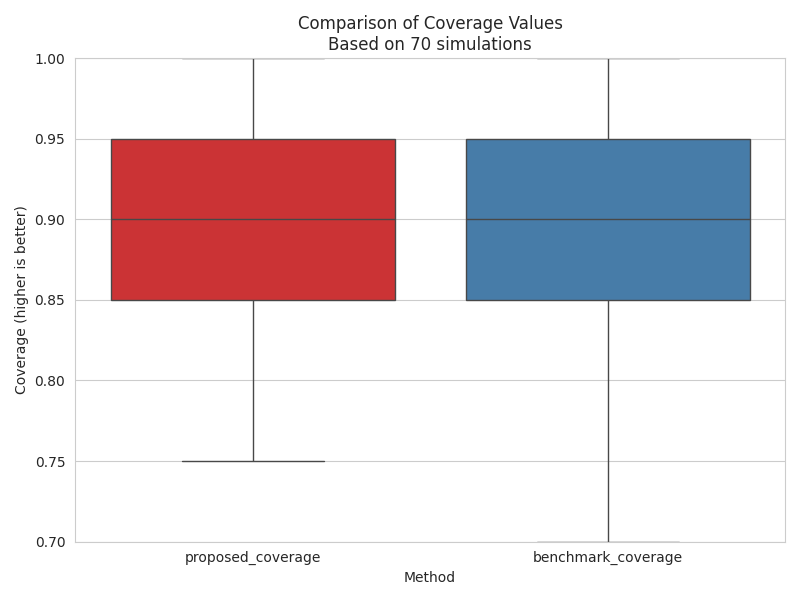 Comparison of Coverage Values
Based on 70 simulations
Coverage (higher is better)
1.00
0.95
0.90
0.85
0.80
0.75
0.70
proposed_coverage
benchmark_coverage
Method